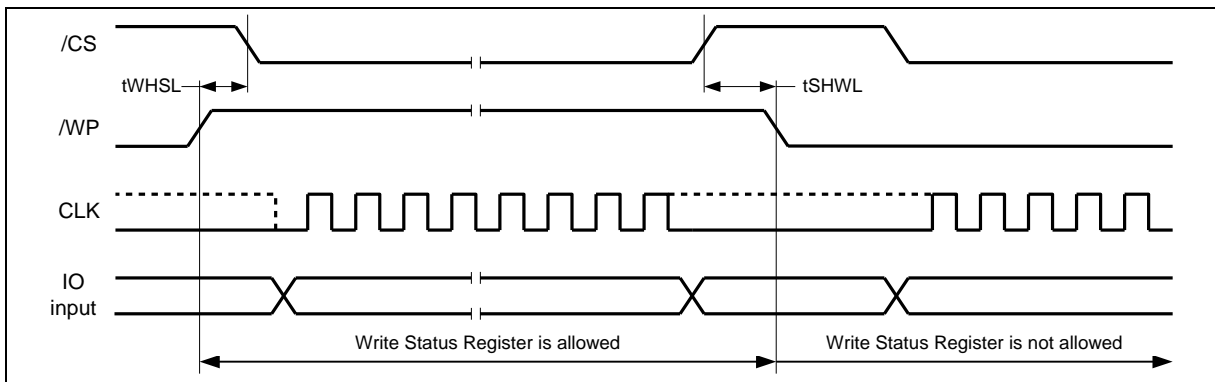 /CS
tWHSL
tSHWL
/WP
CLK
IO
input
Write Status Register is allowed
Write Status Register is not allowed